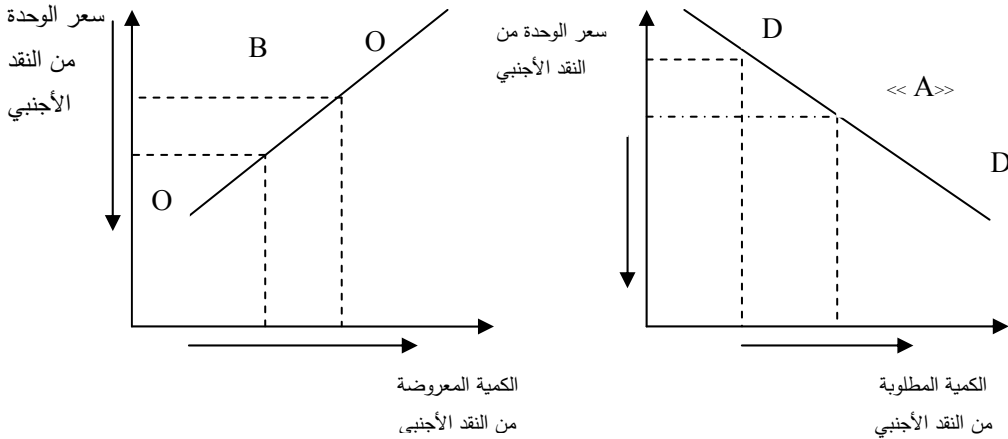 سعر الوحدة
من النقد
الأجنبي
B
O
O
الكمية المعروضة
من النقد الأجنبي
سعر الوحدة من
النقد الأجنبي
D
<< A>>
D
الكمية المطلوبة
من النقد الأجنبي